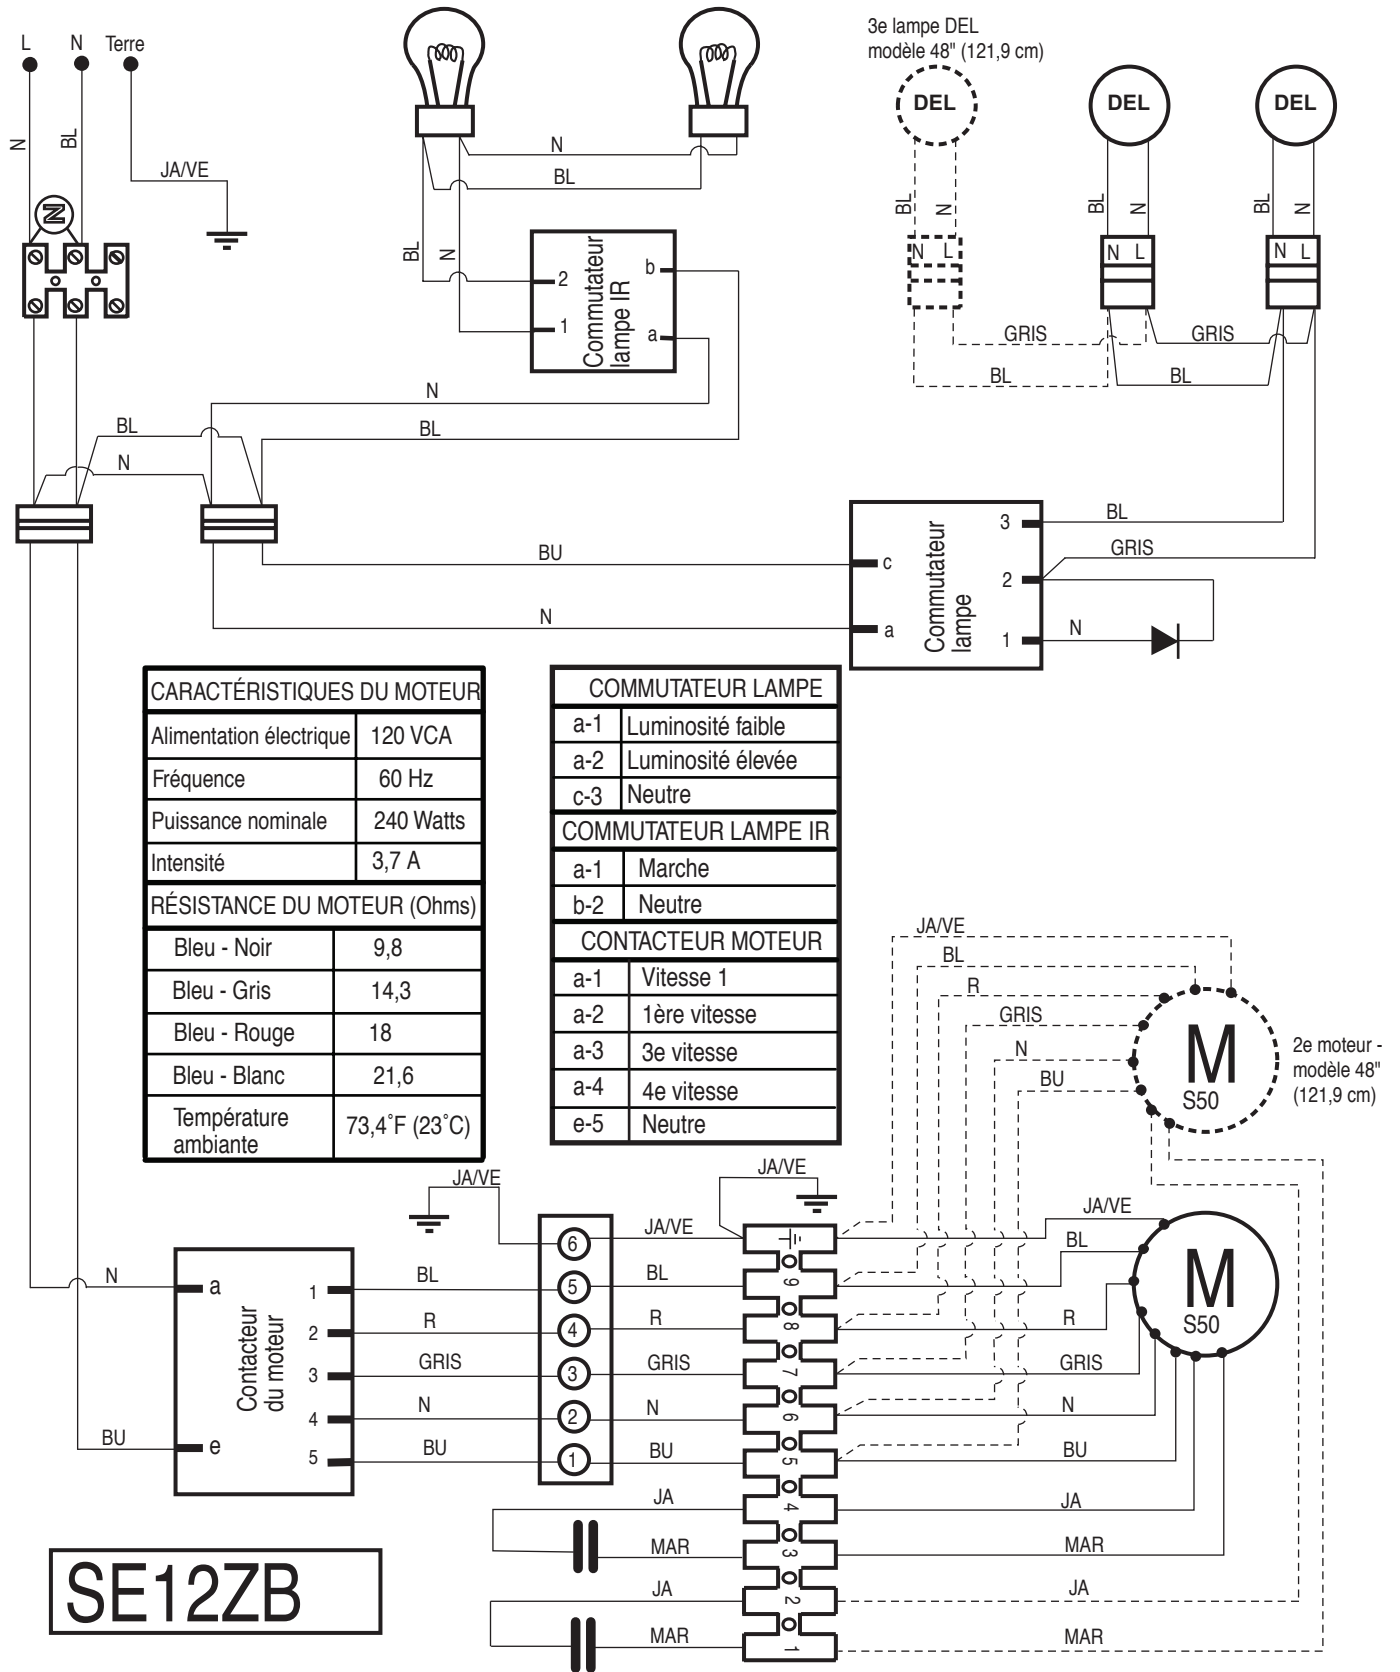 L N Terre
3e lampe DEL
modèle 48" (121,9 cm)
DEL DEL DEL
N BL
JA/VE
N
BL
N
BL N BL N BL N
BL N
N L N L N L
Commutateur
lampe IR
2 b
1 a
GRIS GRIS
BL BL
N
BL
BL
N
Commutateur
lampe
3 BL
GRIS
BU c 2
N a 1 N
CARACTÉRISTIQUES DU MOTEUR
Alimentation électrique 120 VCA
Fréquence 60 Hz
Puissance nominale 240 Watts
Intensité 3,7 A
RÉSISTANCE DU MOTEUR (Ohms)
Bleu - Noir 9,8
Bleu - Gris 14,3
Bleu - Rouge 18
Bleu - Blanc 21,6
Température
ambiante 73,4˚F (23˚C)
COMMUTATEUR LAMPE
a-1 Luminosité faible
a-2 Luminosité élevée
c-3 Neutre
COMMUTATEUR LAMPE IR
a-1 Marche
b-2 Neutre
CONTACTEUR MOTEUR
a-1 Vitesse 1
a-2 1ère vitesse
a-3 3e vitesse
a-4 4e vitesse
e-5 Neutre
JA/VE
BL
R
GRIS
N
BU
M
S50
2e moteur -
modèle 48"
(121,9 cm)
JA/VE JA/VE
6 JA/VE JA/VE
N a 1 BL 5 BL 9 BL
Contacteur
du moteur
2 R 4 R 8 R
M
S50
3 GRIS 3 GRIS 7 GRIS
4 N 2 N 6 N
BU e 5 BU 1 BU 5 BU
JA 4 JA
MAR 3 MAR
JA 2 JA
MAR 1 MAR
SE12ZB